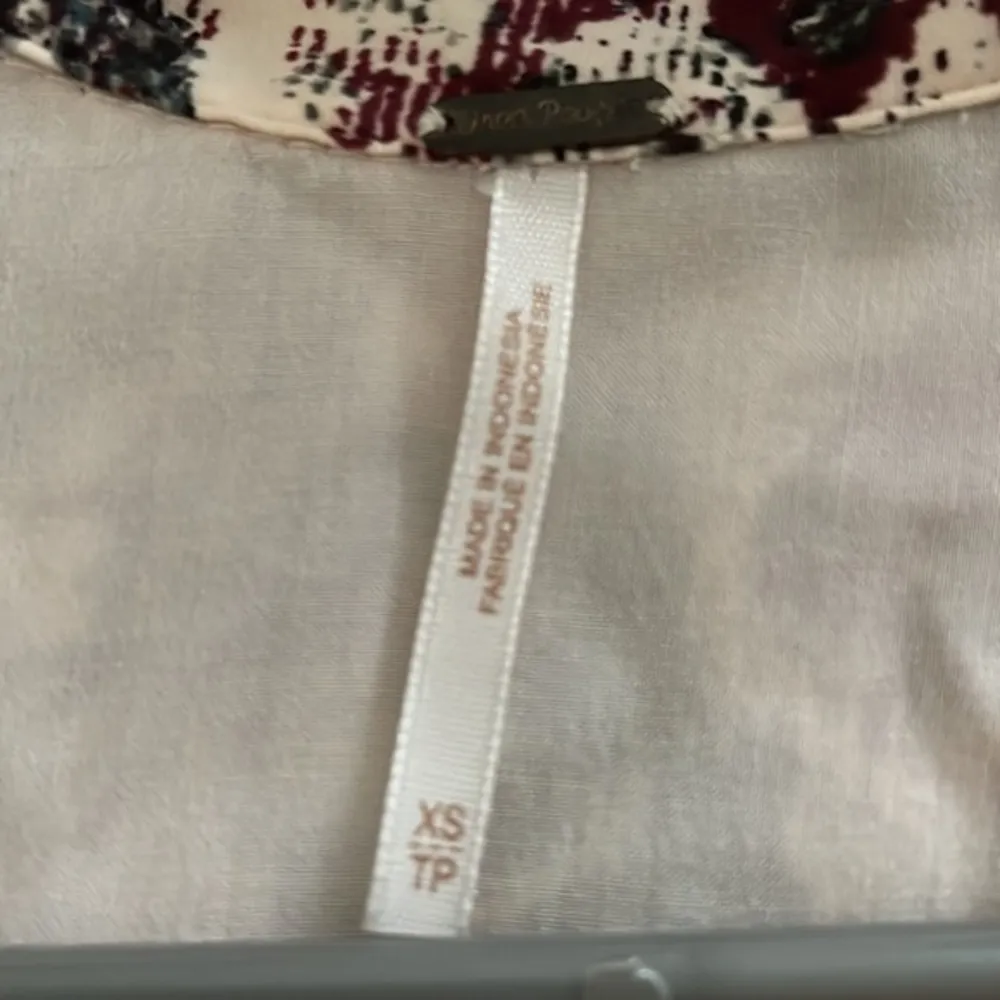 MADE IN INDONESIA
FABRIQUÉ EN INDONÉSIE
XS
TP